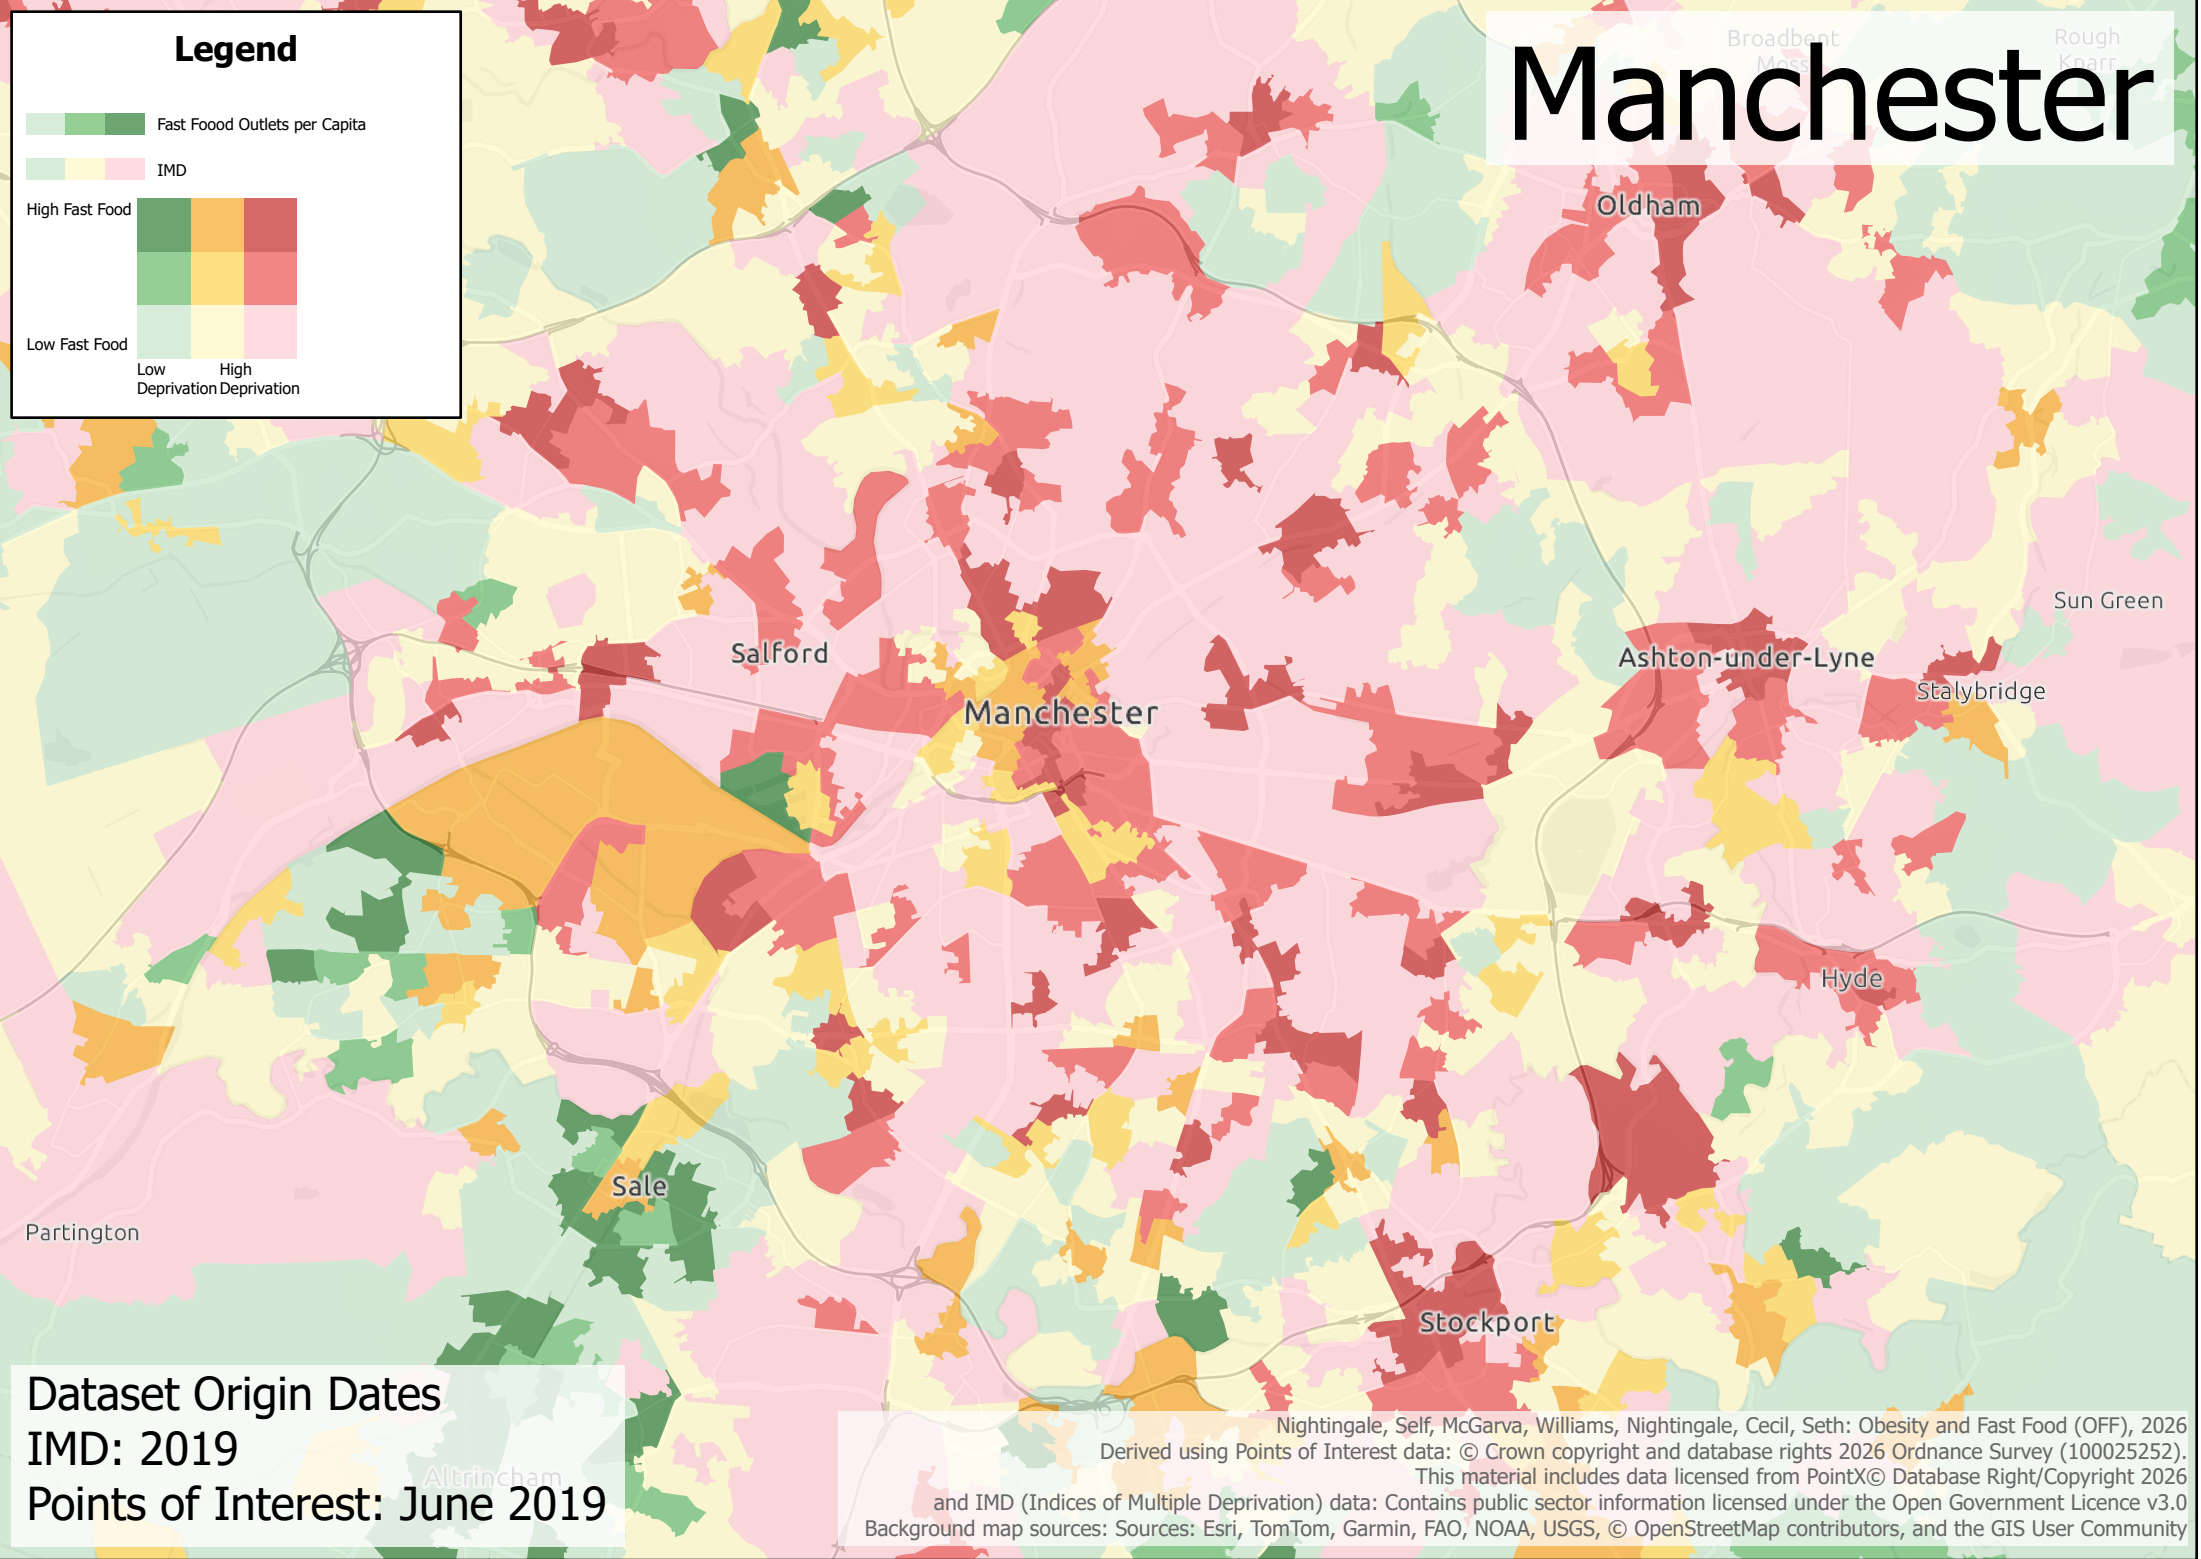 Legend
Fast Foood Outlets per Capita
IMD
High Fast Food
Low Fast Food
Low
Deprivation
High
Deprivation
Manchester
Broadbent
Moss
Rough
Knarr
Oldham
Sun Green
Salford
Ashton-under-Lyne
Stalybridge
Manchester
Hyde
Sale
Partington
Stockport
Altrincham
Dataset Origin Dates
IMD: 2019
Points of Interest: June 2019
Nightingale, Self, McGarva, Williams, Nightingale, Cecil, Seth: Obesity and Fast Food (OFF), 2026
Derived using Points of Interest data: © Crown copyright and database rights 2026 Ordnance Survey (100025252).
This material includes data licensed from PointX© Database Right/Copyright 2026
and IMD (Indices of Multiple Deprivation) data: Contains public sector information licensed under the Open Government Licence v3.0
Background map sources: Sources: Esri, TomTom, Garmin, FAO, NOAA, USGS, © OpenStreetMap contributors, and the GIS User Community